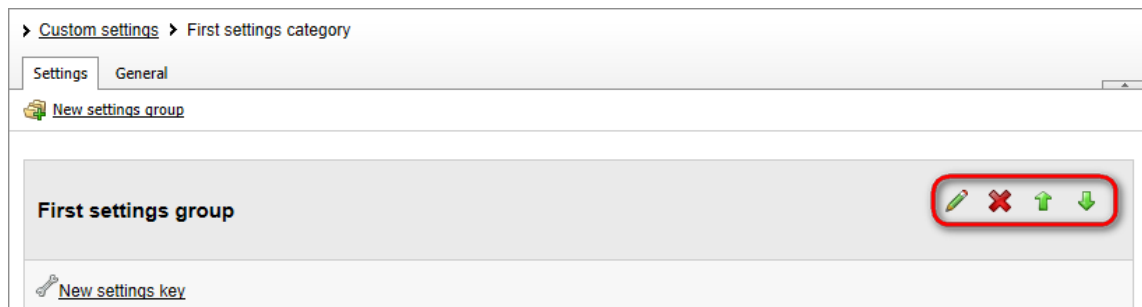 Custom settings > First settings category
Settings General
New settings group
First settings group
New settings key